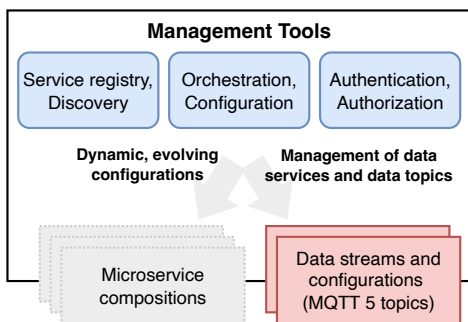 Management Tools
Service registry,
Discovery
Orchestration,
Configuration
Authentication,
Authorization
Dynamic, evolving
configurations
Management of data
services and data topics
Microservice
compositions
Data streams and
configurations
(MQTT 5 topics)